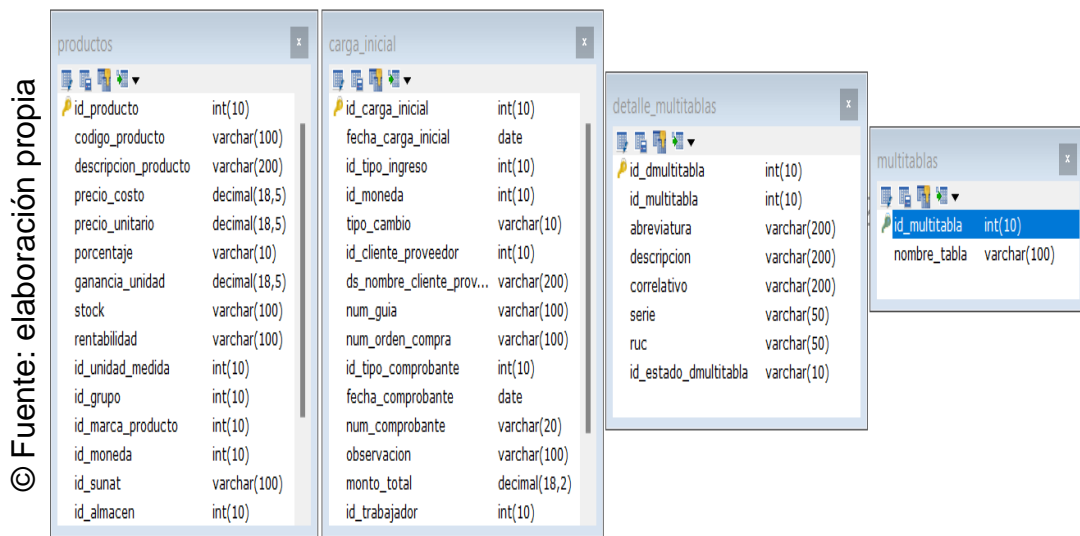 © Fuente: elaboración propia
productos x
id_producto int(10)
codigo_producto varchar(100)
descripcion_producto varchar(200)
precio_costo decimal(18,5)
precio_unitario decimal(18,5)
porcentaje varchar(10)
ganancia_unidad decimal(18,5)
stock varchar(100)
rentabilidad varchar(100)
id_unidad_medida int(10)
id_grupo int(10)
id_marca_producto int(10)
id_moneda int(10)
id_sunat varchar(100)
id_almacen int(10)
carga_inicial x
id_carga_inicial int(10)
fecha_carga_inicial date
id_tipo_ingreso int(10)
id_moneda int(10)
tipo_cambio varchar(10)
id_cliente_proveedor int(10)
ds_nombre_cliente_prov... varchar(200)
num_guia varchar(100)
num_orden_compra varchar(100)
id_tipo_comprobante int(10)
fecha_comprobante date
num_comprobante varchar(20)
observacion varchar(100)
monto_total decimal(18,2)
id_trabajador int(10)
detalle_multitablas x
id_dmultitabla int(10)
id_multitabla int(10)
abreviatura varchar(200)
descripcion varchar(200)
correlativo varchar(200)
serie varchar(50)
ruc varchar(50)
id_estado_dmultitabla varchar(10)
multitablas x
id_multitabla int(10)
nombre_tabla varchar(100)